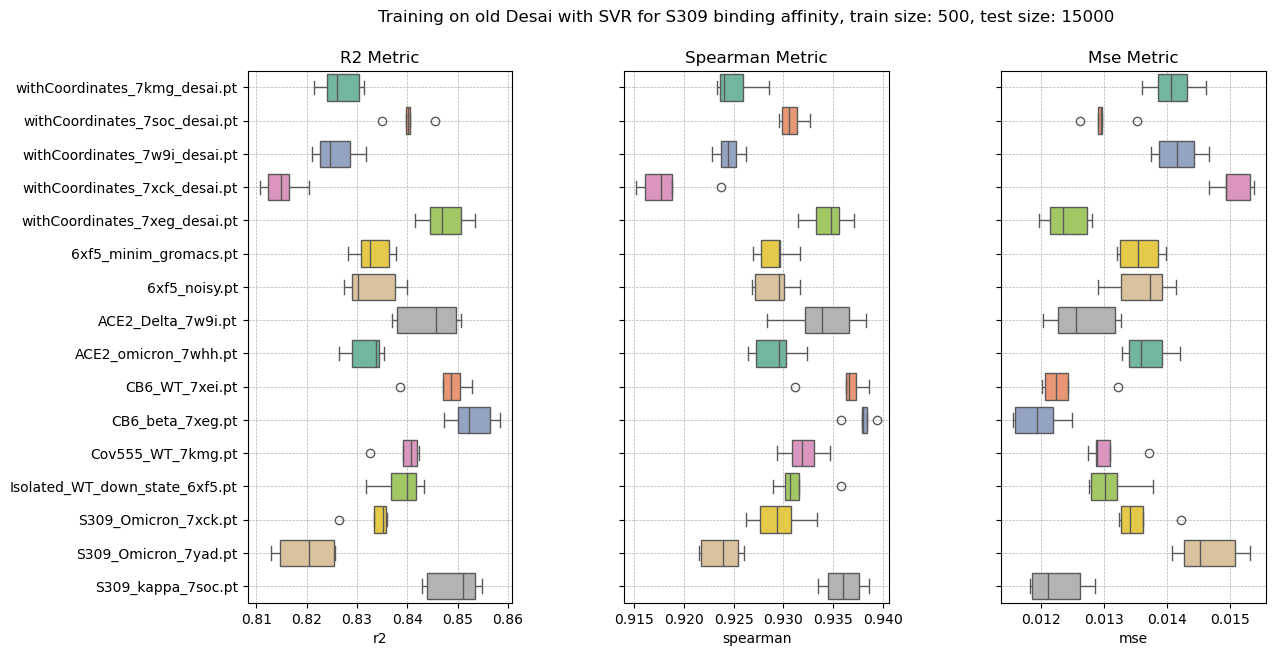 Training on old Desai with SVR for S309 binding affinity, train size: 500, test size: 15000
R2 Metric
Spearman Metric
Mse Metric
withCoordinates_7kmg_desai.pt
withCoordinates_7soc_desai.pt
withCoordinates_7w9i_desai.pt
withCoordinates_7xck_desai.pt
withCoordinates_7xeg_desai.pt
6xf5_minim_gromacs.pt
6xf5_noisy.pt
ACE2_Delta_7w9i.pt
ACE2_omicron_7whh.pt
CB6_WT_7xei.pt
CB6_beta_7xeg.pt
Cov555_WT_7kmg.pt
Isolated_WT_down_state_6xf5.pt
S309_Omicron_7xck.pt
S309_Omicron_7yad.pt
S309_kappa_7soc.pt
0.81 0.82 0.83 0.84 0.85 0.86
r2
0.915 0.920 0.925 0.930 0.935 0.940
spearman
0.012 0.013 0.014 0.015
mse